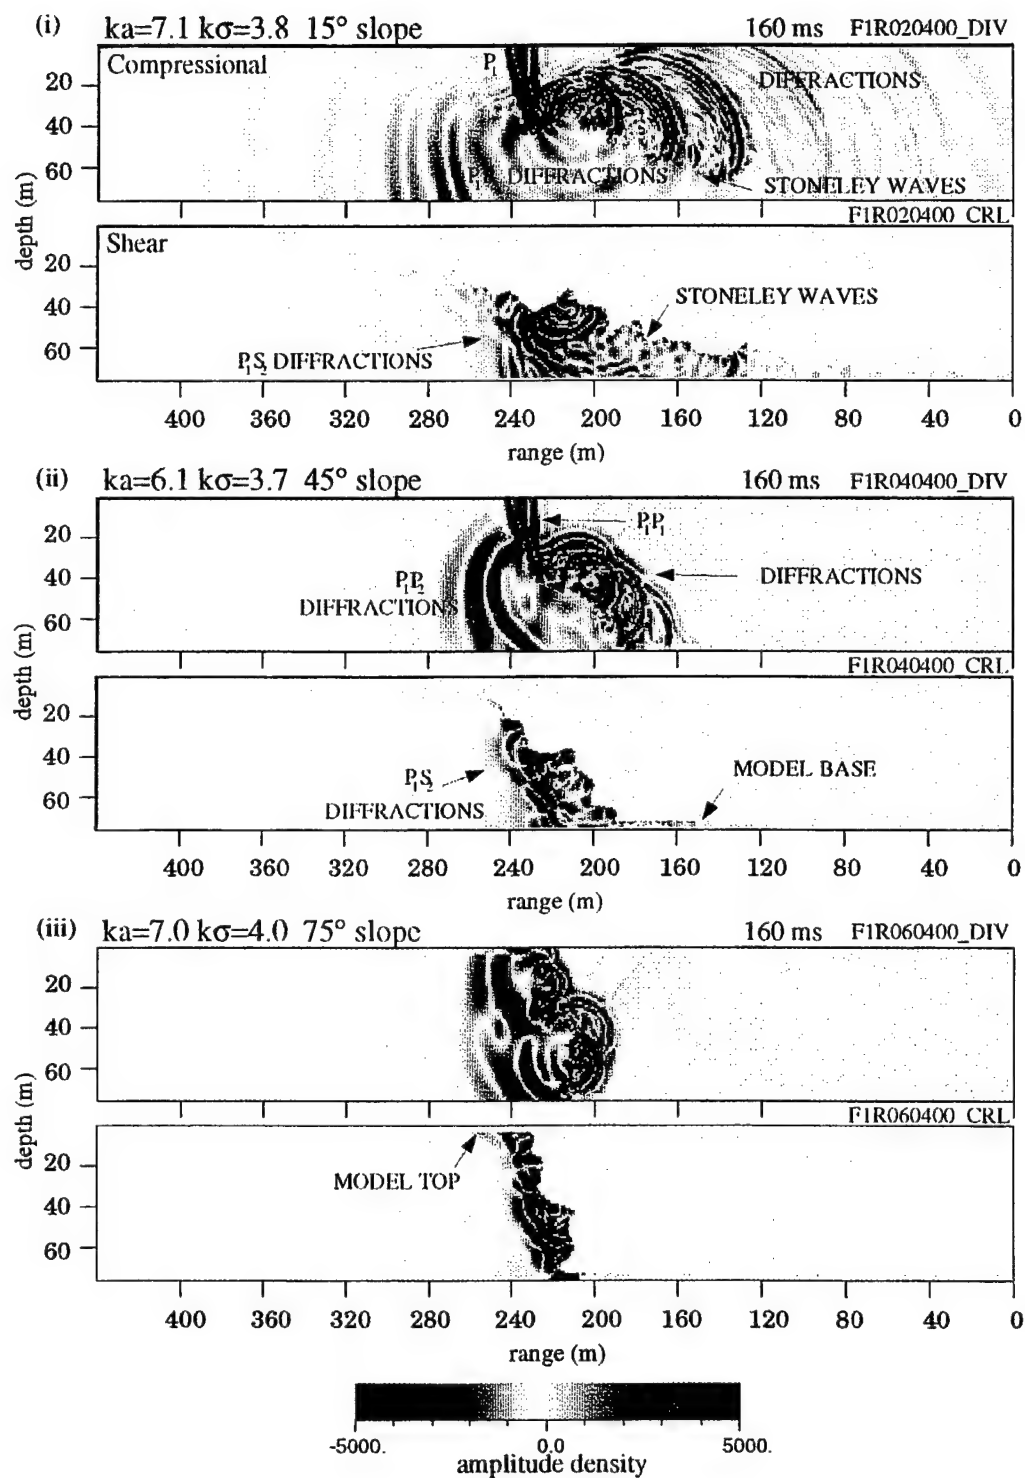 (i) ka=7.1 kσ=3.8 15° slope 160 ms F1R020400_DIV
Compressional
P₁
DIFFRACTIONS
DIFFRACTIONS
STONELEY WAVES
20
40
60
F1R020400_CRL
Shear
STONELEY WAVES
P₁S₂ DIFFRACTIONS
20
40
60
depth (m)
400 360 320 280 240 200 160 120 80 40 0
range (m)
(ii) ka=6.1 kσ=3.7 45° slope 160 ms F1R040400_DIV
P₁P₁
P₁P₂
DIFFRACTIONS
DIFFRACTIONS
20
40
60
F1R040400_CRL
MODEL BASE
P₁S₂
DIFFRACTIONS
20
40
60
depth (m)
400 360 320 280 240 200 160 120 80 40 0
range (m)
(iii) ka=7.0 kσ=4.0 75° slope 160 ms F1R060400_DIV
20
40
60
F1R060400_CRL
MODEL TOP
20
40
60
depth (m)
400 360 320 280 240 200 160 120 80 40 0
range (m)
-5000. 0.0 5000.
amplitude density